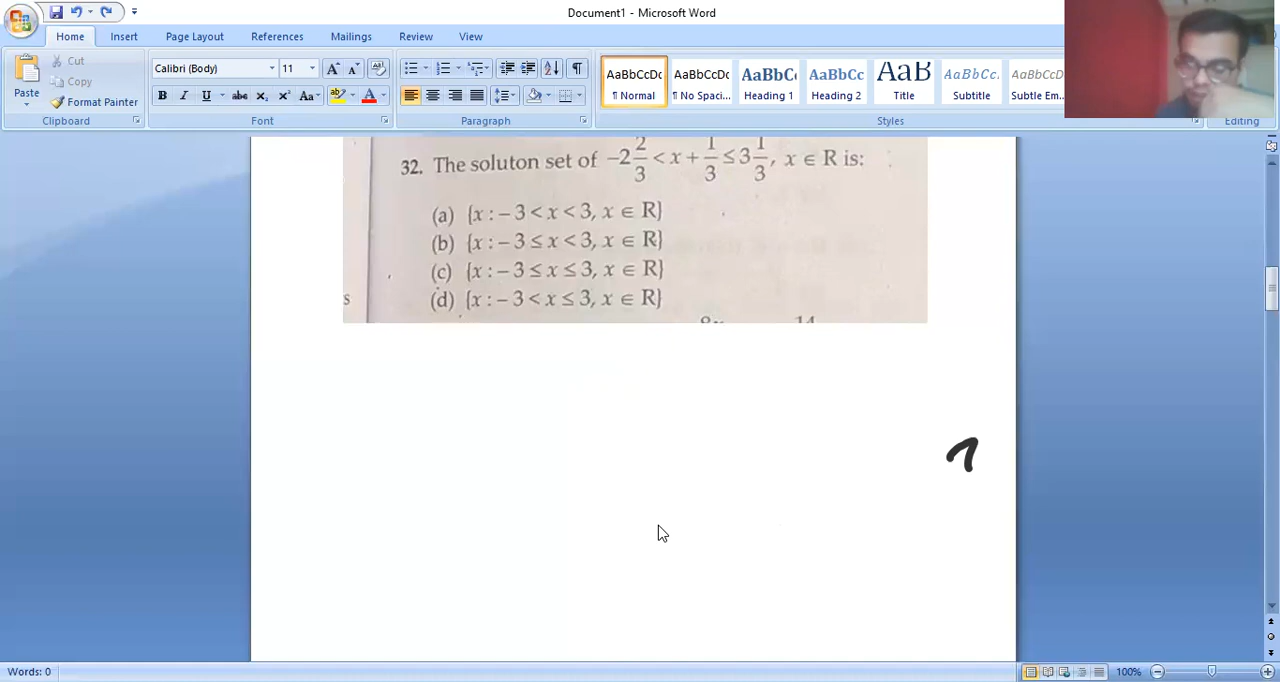 Document1 - Microsoft Word
Home Insert Page Layout References Mailings Review View
Paste
Cut
Copy
Format Painter
Clipboard
Calibri (Body) 11
Font
Paragraph
AaBbCcDc AaBbCcDc AaBbC AaBbCc AaB AaBbCc. AaBbCcD
¶ Normal ¶ No Spaci... Heading 1 Heading 2 Title Subtitle Subtle Em...
Styles
Editing
32. The soluton set of −2 2/3 < x + 1/3 ≤ 3 1/3, x ∈ R is:
(a) {x : − 3 < x < 3, x ∈ R}
(b) {x : − 3 ≤ x < 3, x ∈ R}
(c) {x : − 3 ≤ x ≤ 3, x ∈ R}
(d) {x : − 3 < x ≤ 3, x ∈ R}
s
Words: 0
100%